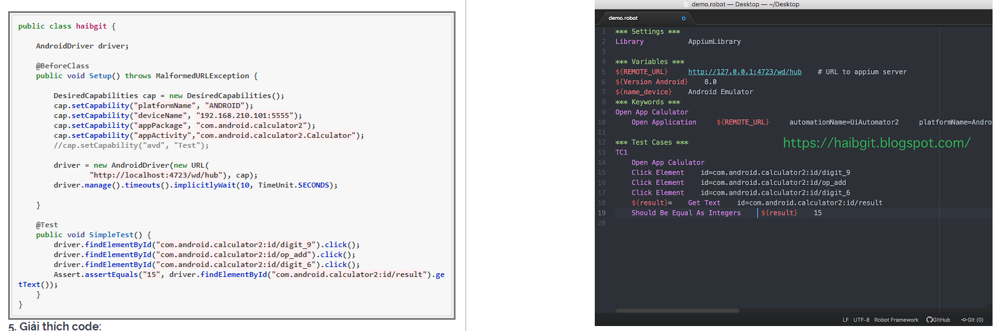 public class haibgit {
AndroidDriver driver;
@BeforeClass
public void Setup() throws MalformedURLException {
DesiredCapabilities cap = new DesiredCapabilities();
cap.setCapability("platformName", "ANDROID");
cap.setCapability("deviceName", "192.168.210.101:5555");
cap.setCapability("appPackage", "com.android.calculator2");
cap.setCapability("appActivity","com.android.calculator2.Calculator");
//cap.setCapability("avd", "Test");
driver = new AndroidDriver(new URL(
"http://localhost:4723/wd/hub"), cap);
driver.manage().timeouts().implicitlyWait(10, TimeUnit.SECONDS);
}
@Test
public void SimpleTest() {
driver.findElementById("com.android.calculator2:id/digit_9").click();
driver.findElementById("com.android.calculator2:id/op_add").click();
driver.findElementById("com.android.calculator2:id/digit_6").click();
Assert.assertEquals("15", driver.findElementById("com.android.calculator2:id/result").ge
tText());
}
}
5. Giải thích code:
demo.robot — Desktop — ~/Desktop
demo.robot
1 *** Settings ***
2 Library AppiumLibrary
3
4 *** Variables ***
5 ${REMOTE_URL} http://127.0.0.1:4723/wd/hub # URL to appium server
6 ${Version Android} 8.0
7 ${name_device} Android Emulator
8 *** Keywords ***
9 Open App Calulator
10 Open Application ${REMOTE_URL} automationName=UiAutomator2 platformName=Andro
11
https://haibgit.blogspot.com/
12 *** Test Cases ***
13 TC1
14 Open App Calulator
15 Click Element id=com.android.calculator2:id/digit_9
16 Click Element id=com.android.calculator2:id/op_add
17 Click Element id=com.android.calculator2:id/digit_6
18 ${result}= Get Text id=com.android.calculator2:id/result
19 Should Be Equal As Integers ${result} 15
20
LF UTF-8 Robot Framework GitHub Git (0)